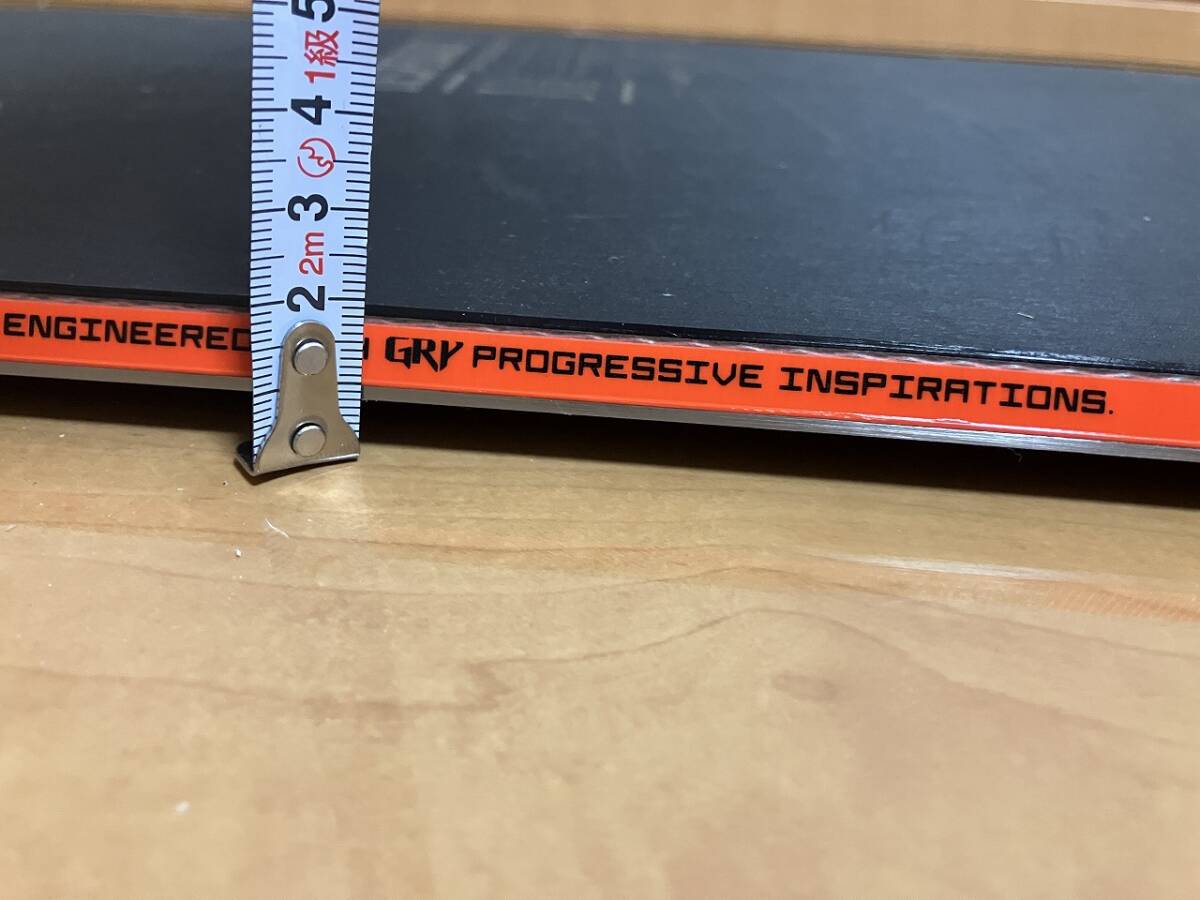 5
1級
4
3
2m
2
ENGINEERED GRY PROGRESSIVE INSPIRATIONS.